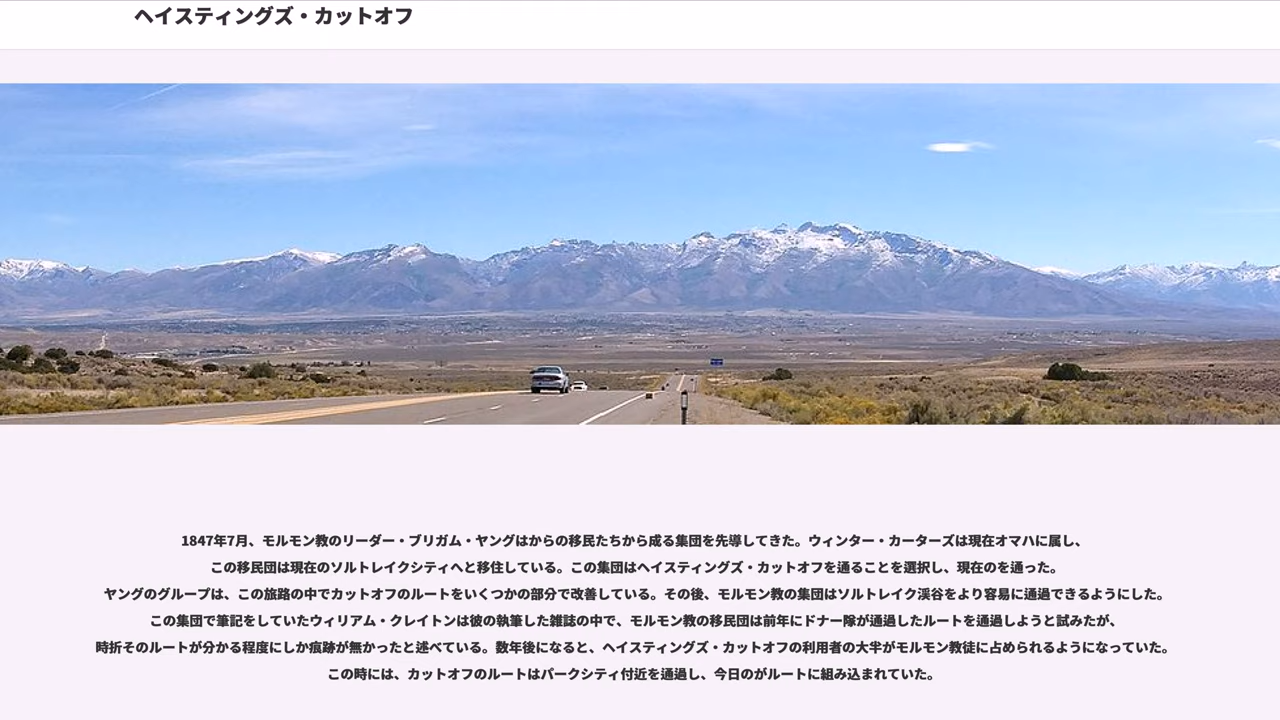 ヘイスティングズ・カットオフ
1847年7月、モルモン教のリーダー・ブリガム・ヤングはからの移民たちから成る集団を先導してきた。ウィンター・カーターズは現在オマハに属し、
この移民団は現在のソルトレイクシティへと移住している。この集団はヘイスティングズ・カットオフを通ることを選択し、現在のを通った。
ヤングのグループは、この旅路の中でカットオフのルートをいくつかの部分で改善している。その後、モルモン教の集団はソルトレイク渓谷をより容易に通過できるようにした。
この集団で筆記をしていたウィリアム・クレイトンは彼の執筆した雑誌の中で、モルモン教の移民団は前年にドナー隊が通過したルートを通過しようと試みたが、
時折そのルートが分かる程度にしか痕跡が無かったと述べている。数年後になると、ヘイスティングズ・カットオフの利用者の大半がモルモン教徒に占められるようになっていた。
この時には、カットオフのルートはパークシティ付近を通過し、今日のがルートに組み込まれていた。